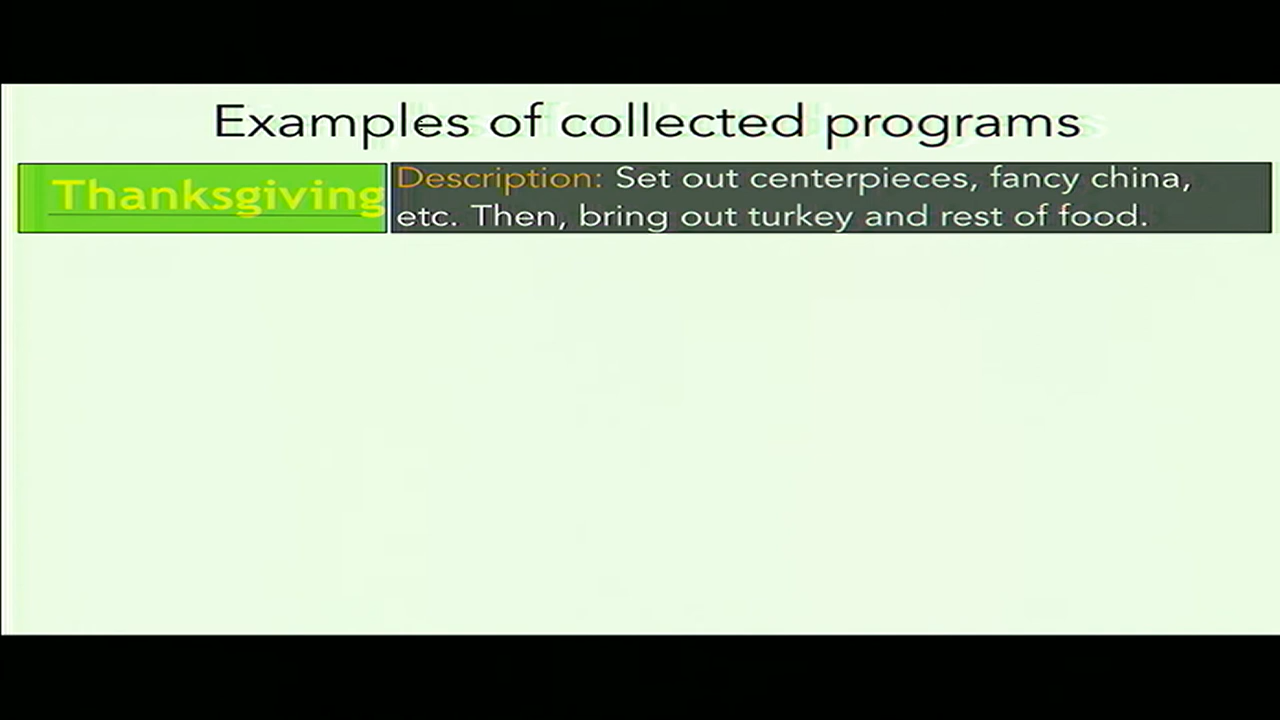 Examples of collected programs
Thanksgiving
Description: Set out centerpieces, fancy china,
etc. Then, bring out turkey and rest of food.